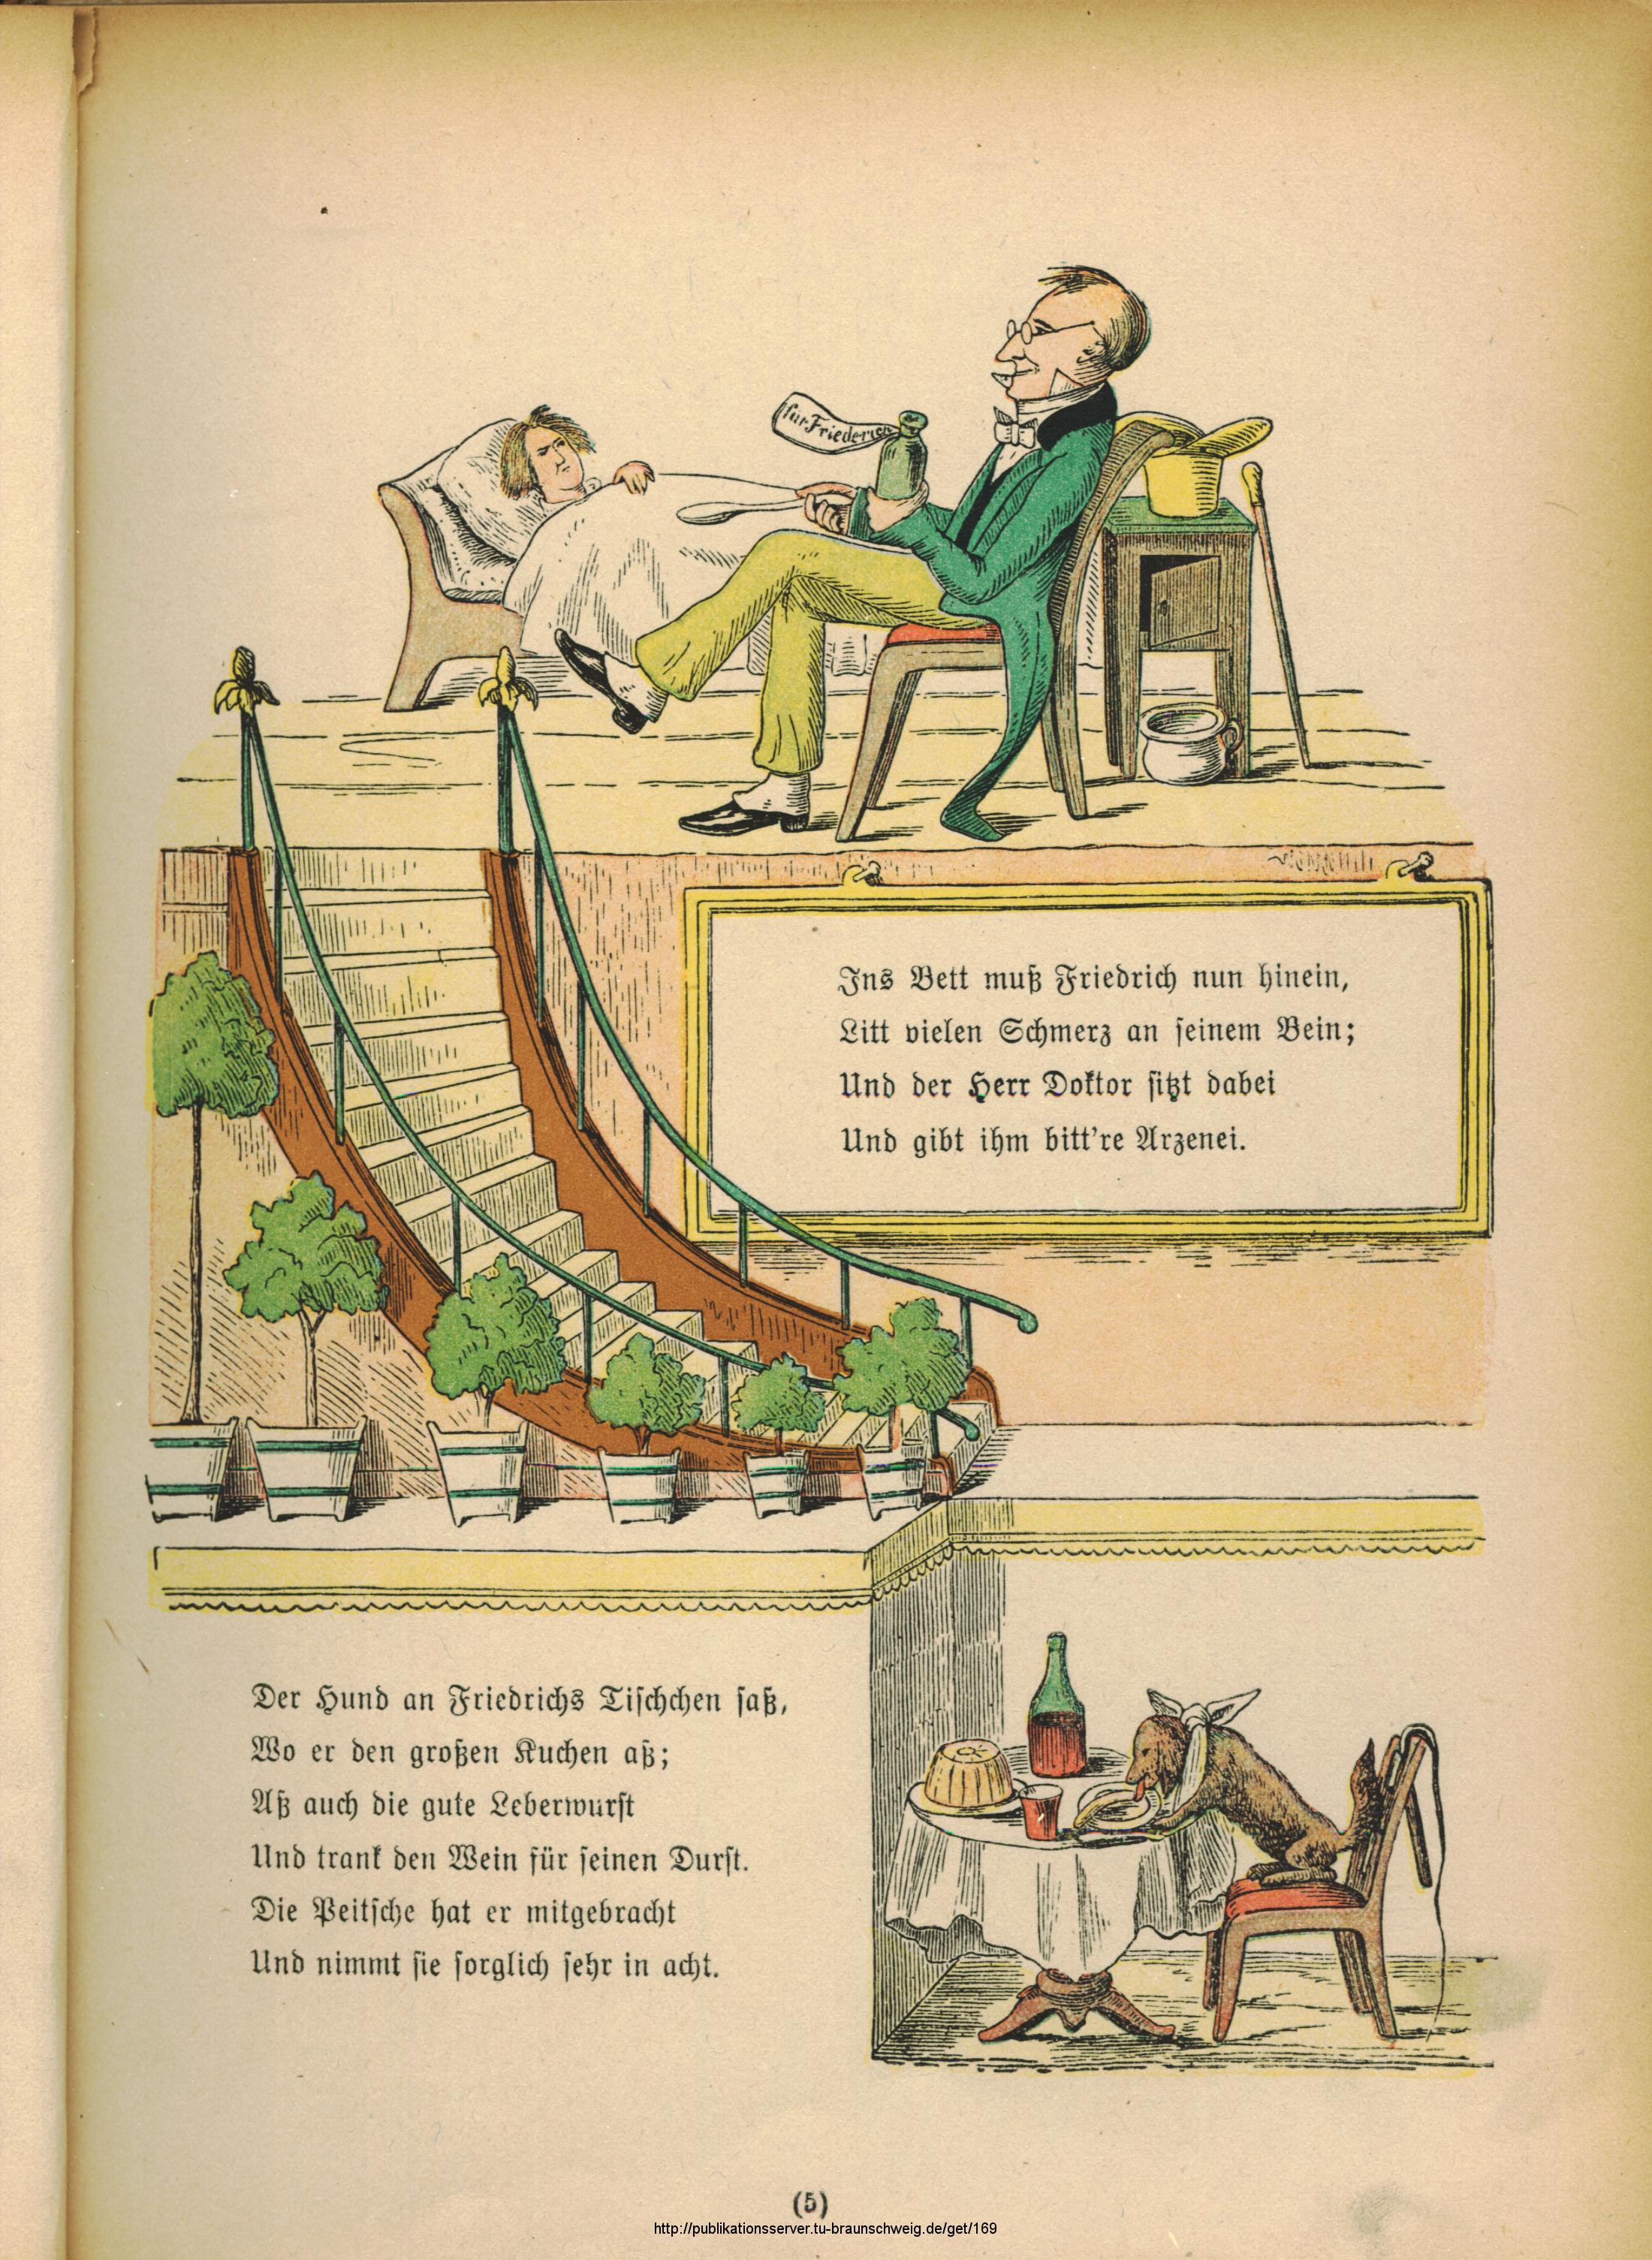 für Friederich
Ins Bett muß Friedrich nun hinein,
Litt vielen Schmerz an seinem Bein;
Und der Herr Doktor sitzt dabei
Und gibt ihm bitt're Arzenei.
Der Hund an Friedrichs Tischchen saß,
Wo er den großen Kuchen aß;
Aß auch die gute Leberwurst
Und trank den Wein für seinen Durst.
Die Peitsche hat er mitgebracht
Und nimmt sie sorglich sehr in acht.
(5)
http://publikationsserver.tu-braunschweig.de/get/169